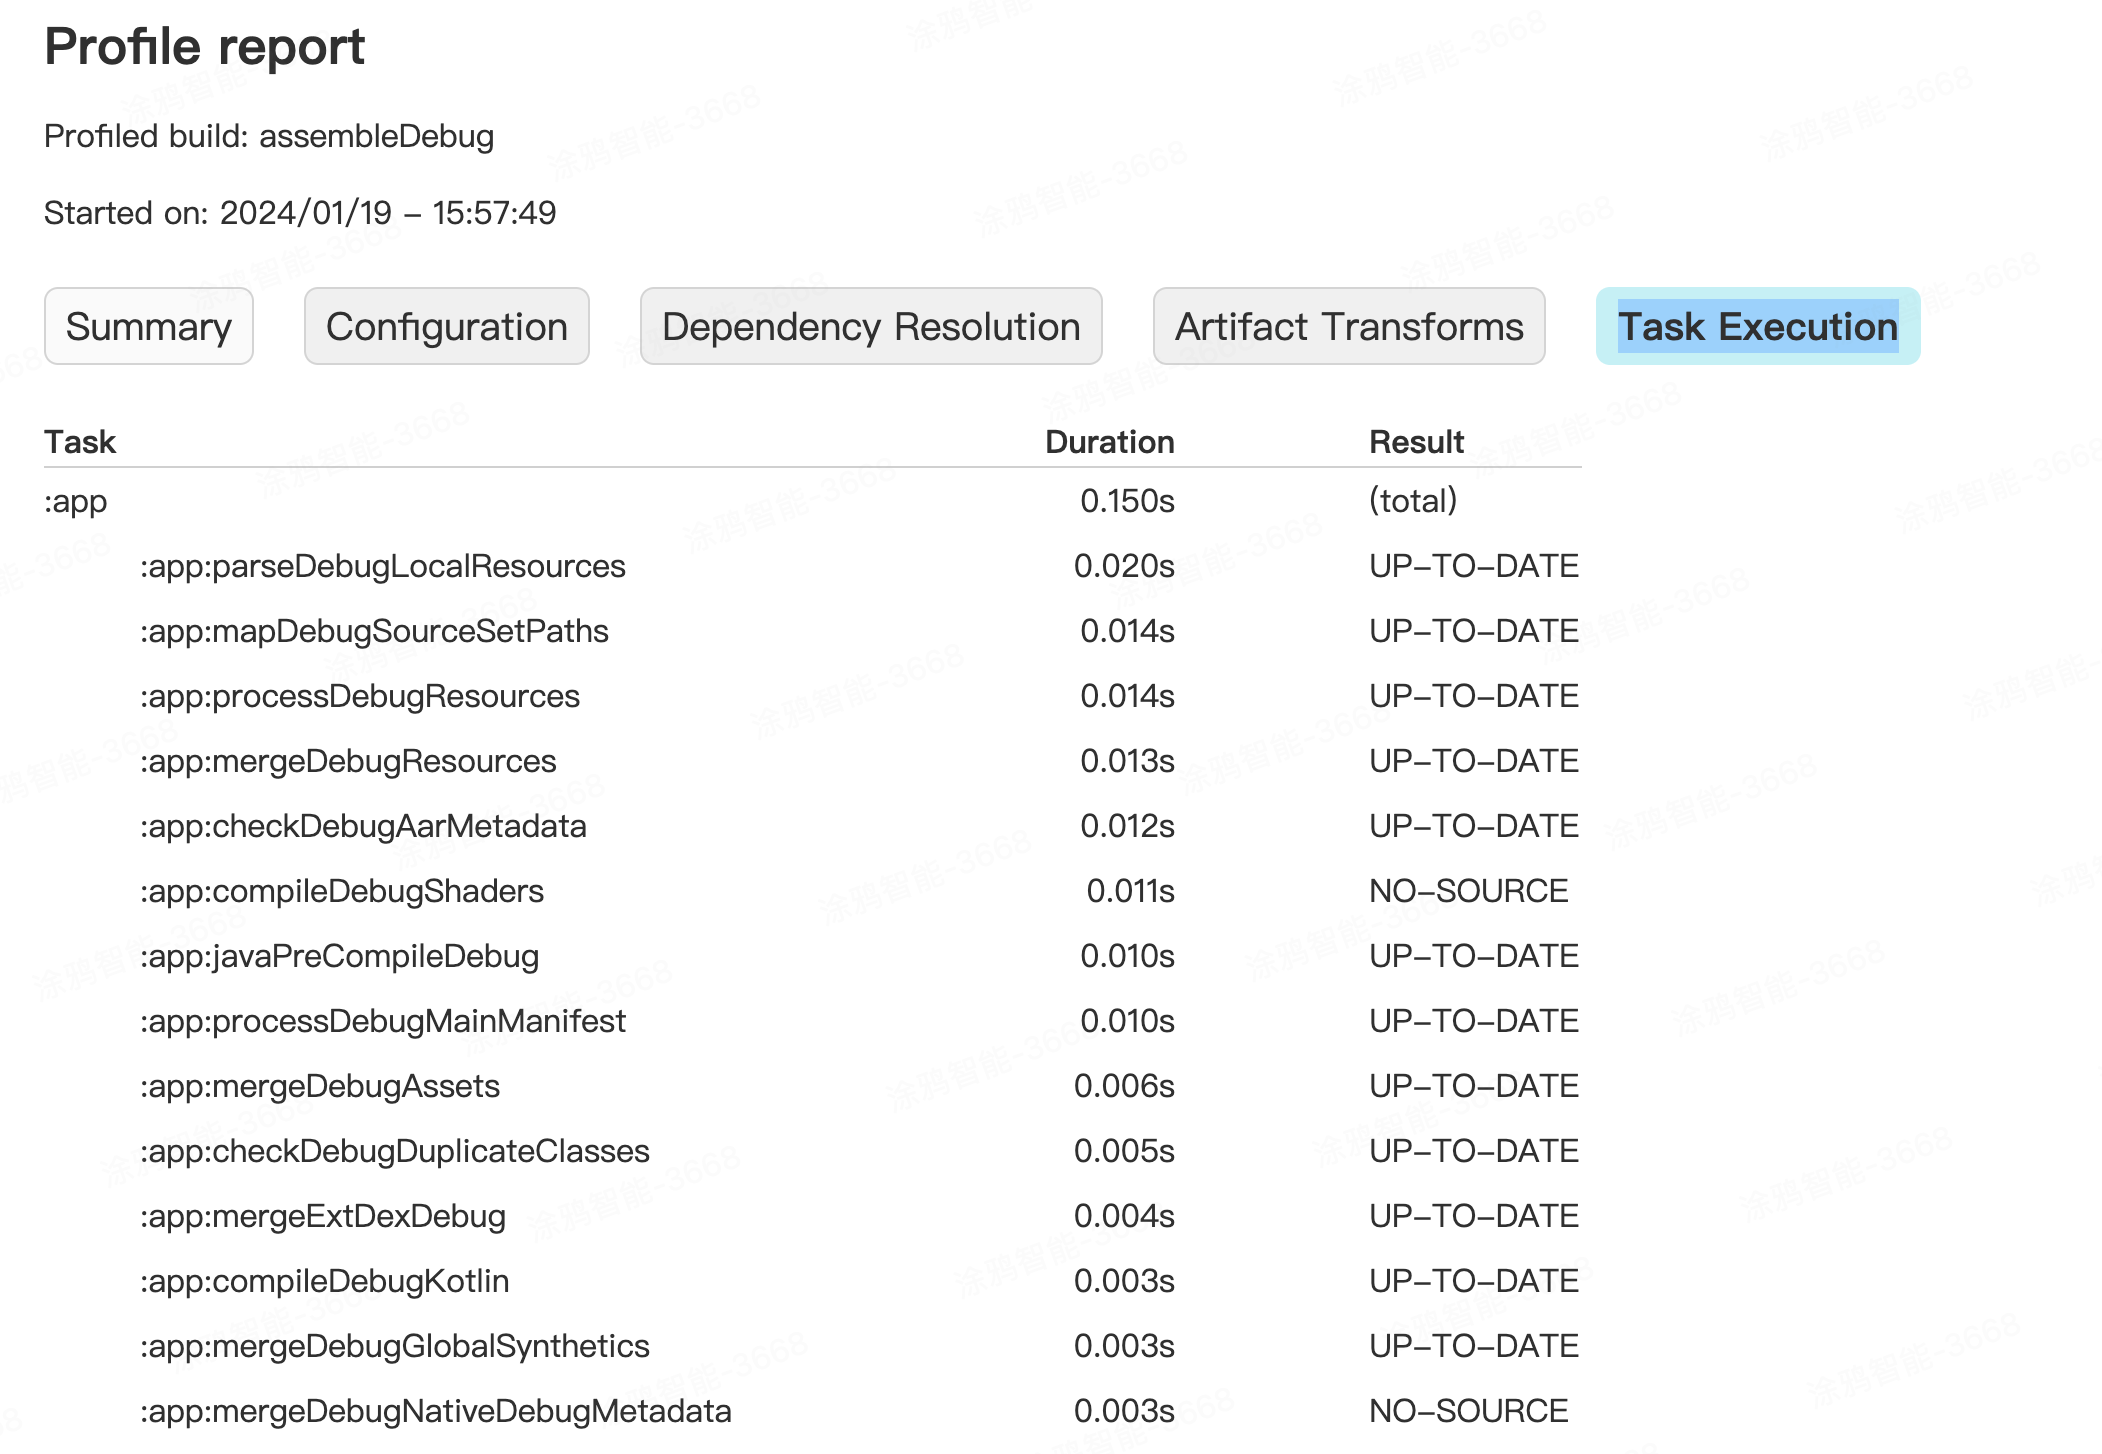 Profile report
Profiled build: assembleDebug
Started on: 2024/01/19 - 15:57:49
Summary Configuration Dependency Resolution Artifact Transforms Task Execution
Task Duration Result
:app 0.150s (total)
:app:parseDebugLocalResources 0.020s UP-TO-DATE
:app:mapDebugSourceSetPaths 0.014s UP-TO-DATE
:app:processDebugResources 0.014s UP-TO-DATE
:app:mergeDebugResources 0.013s UP-TO-DATE
:app:checkDebugAarMetadata 0.012s UP-TO-DATE
:app:compileDebugShaders 0.011s NO-SOURCE
:app:javaPreCompileDebug 0.010s UP-TO-DATE
:app:processDebugMainManifest 0.010s UP-TO-DATE
:app:mergeDebugAssets 0.006s UP-TO-DATE
:app:checkDebugDuplicateClasses 0.005s UP-TO-DATE
:app:mergeExtDexDebug 0.004s UP-TO-DATE
:app:compileDebugKotlin 0.003s UP-TO-DATE
:app:mergeDebugGlobalSynthetics 0.003s UP-TO-DATE
:app:mergeDebugNativeDebugMetadata 0.003s NO-SOURCE
涂鸦智能-3668